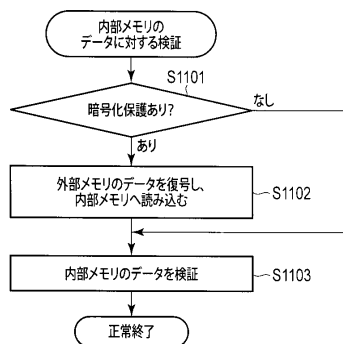 内部メモリの
データに対する検証
S1101
暗号化保護あり?
なし
あり
外部メモリのデータを復号し、
内部メモリへ読み込む
S1102
内部メモリのデータを検証
S1103
正常終了